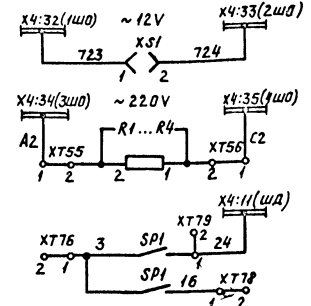 X4:32(1ШО) ~12V X4:33(2ШО)
723 XS1 724
1 2
X4:34(3ШО) ~220V X4:35(1ШО)
A2 R1...R4 C2
XT55 XT56
1 2 2 1 2 1
X4:11(ШД)
XT79
2
XT76 3 SP1 24
2 1 1
SP1 16 XT78
1 2